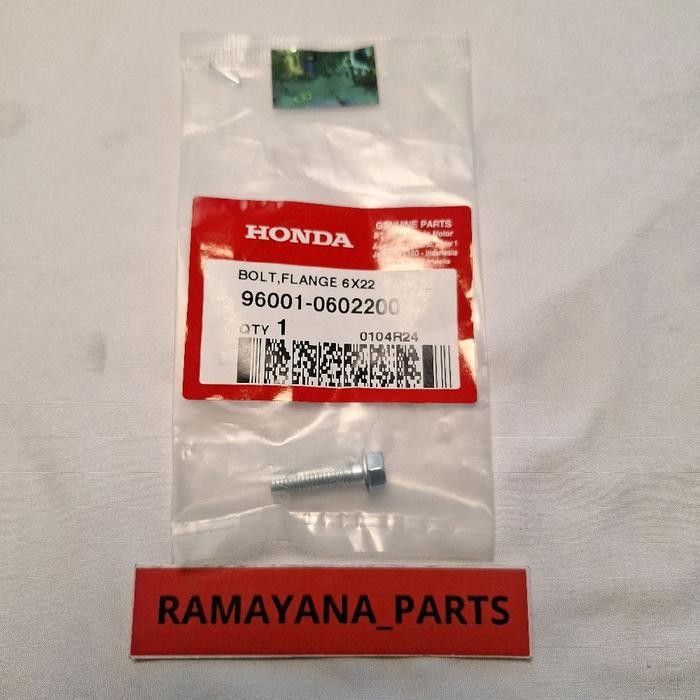 HONDA
GENUINE PARTS
BOLT,FLANGE 6X22
96001-0602200
QTY 1
0104R24
RAMAYANA_PARTS